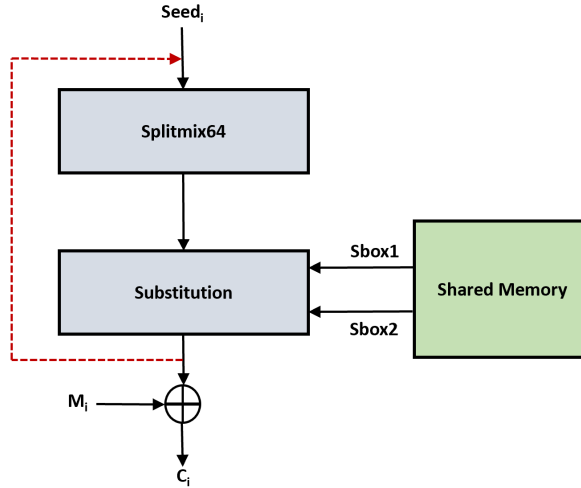 Seedᵢ
Splitmix64
Sbox1
Substitution
Shared Memory
Sbox2
Mᵢ
Cᵢ